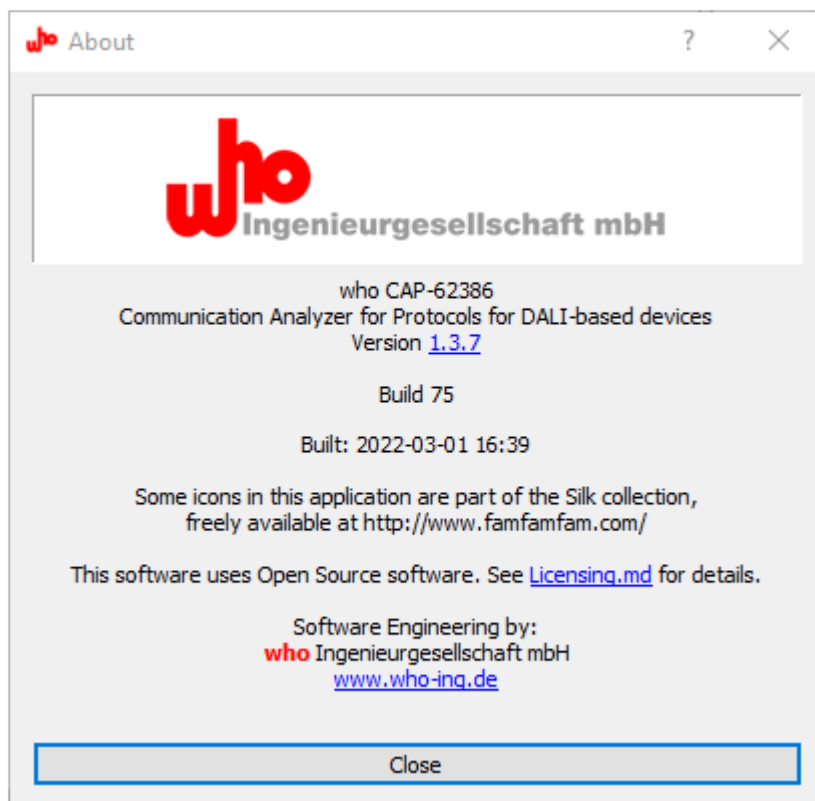 who About
who
Ingenieurgesellschaft mbH
who CAP-62386
Communication Analyzer for Protocols for DALI-based devices
Version 1.3.7
Build 75
Built: 2022-03-01 16:39
Some icons in this application are part of the Silk collection,
freely available at http://www.famfamfam.com/
This software uses Open Source software. See Licensing.md for details.
Software Engineering by:
who Ingenieurgesellschaft mbH
www.who-ing.de
Close